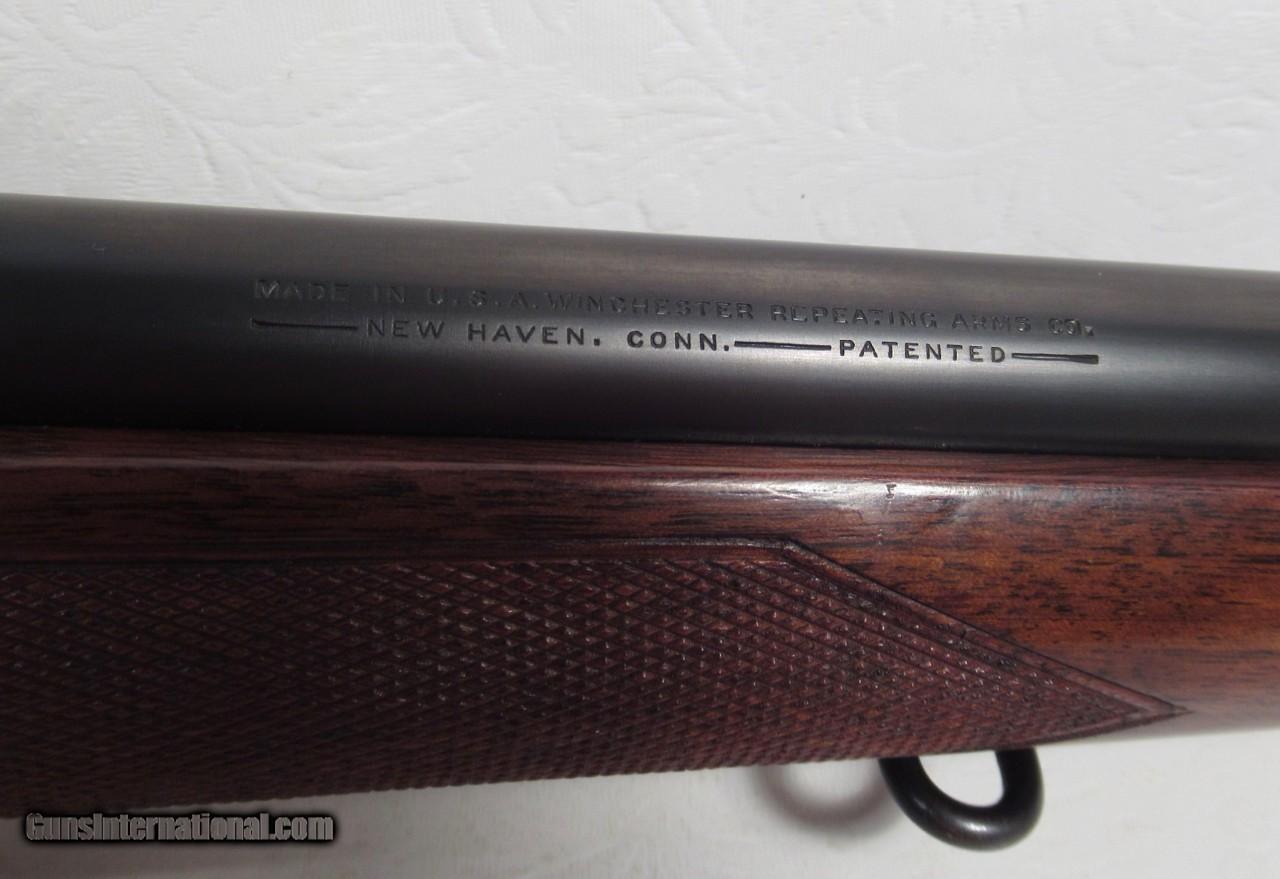 MADE IN U.S.A. WINCHESTER REPEATING ARMS CO.
NEW HAVEN. CONN. PATENTED
GunsInternational.com